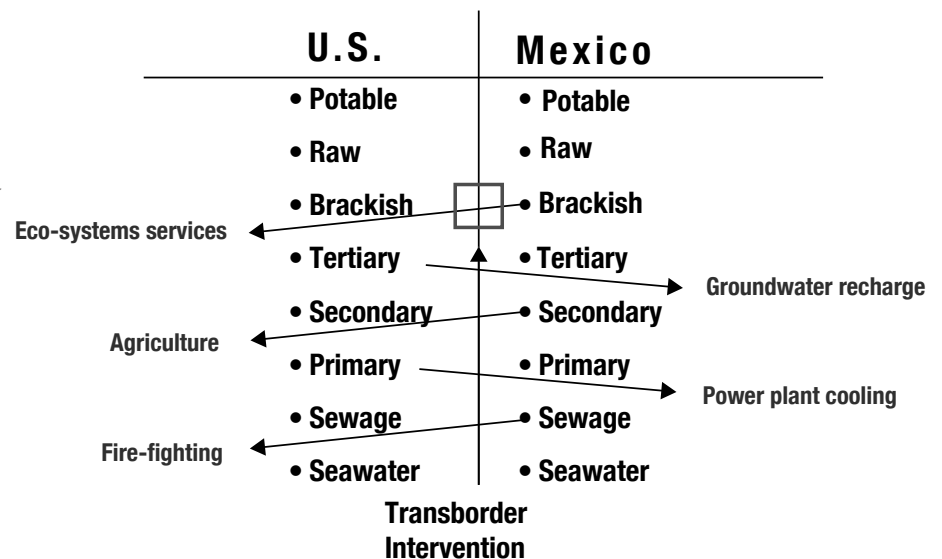 U.S. Mexico
• Potable • Potable
• Raw • Raw
• Brackish • Brackish
Eco-systems services
• Tertiary • Tertiary
Groundwater recharge
• Secondary • Secondary
Agriculture
• Primary • Primary
Power plant cooling
• Sewage • Sewage
Fire-fighting
• Seawater • Seawater
Transborder
Intervention